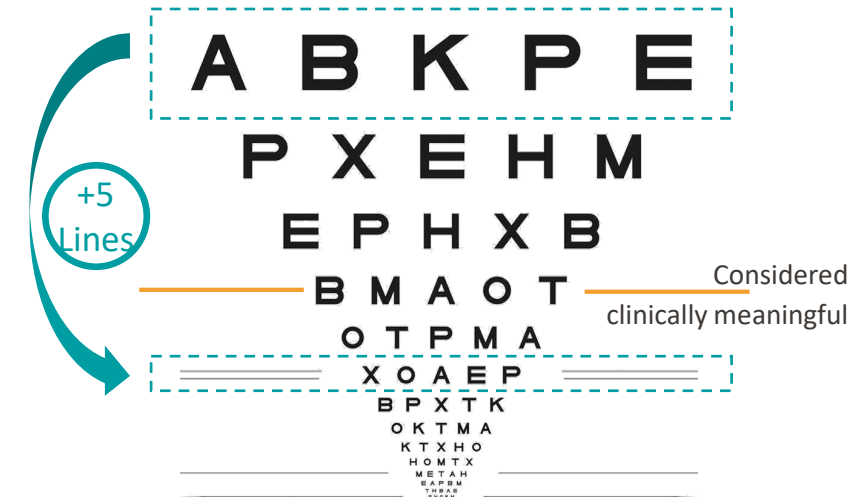 A B K P E
P X E H M
+5
Lines
E P H X B
B M A O T
Considered
clinically meaningful
O T P M A
X O A E P
B P X T K
O K T M A
K T X H O
H O M T X
M E T A H
E A P B M